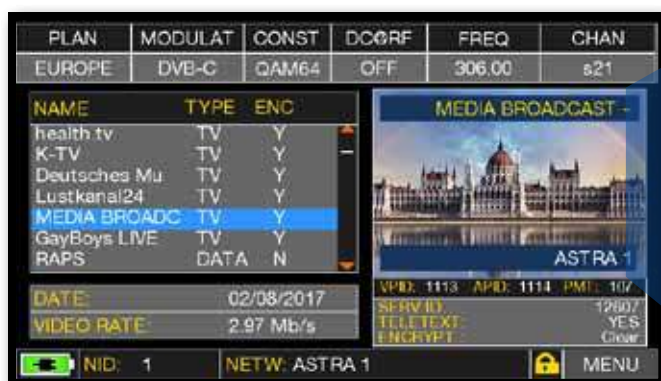 PLAN MODULAT CONST DC@RF FREQ CHAN
EUROPE DVB-C QAM64 OFF 306.00 s21
NAME TYPE ENC
health tv TV Y
K-TV TV Y
Deutsches Mu TV Y
Lustkanal24 TV Y
MEDIA BROADC TV Y
GayBoys LIVE TV Y
RAPS DATA N
MEDIA BROADCAST -
ASTRA 1
VPID: 1113 APID: 1114 PMT: 107
DATE: 02/08/2017
VIDEO RATE: 2.97 Mb/s
SERV ID: 12607
TELETEXT: YES
ENCRYPT: Clear
NID: 1 NETW: ASTRA 1 MENU